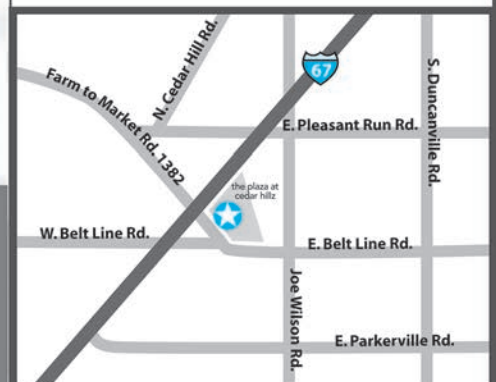 N. Cedar Hill Rd.
67
Farm to Market Rd. 1382
E. Pleasant Run Rd.
S. Duncanville Rd.
the plaza at
cedar hillz
W. Belt Line Rd.
E. Belt Line Rd.
Joe Wilson Rd.
E. Parkerville Rd.